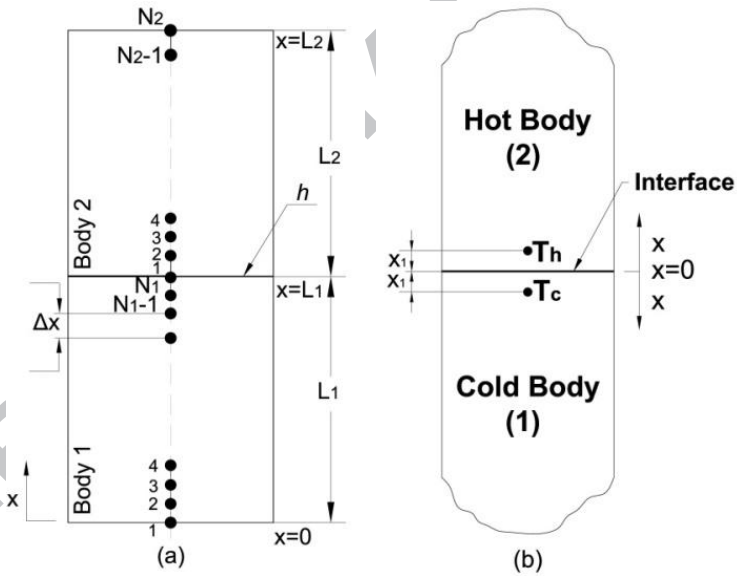 N2
N2-1
x=L2
L2
Body 2
h
4
3
2
1
N1
N1-1
x=L1
Δx
L1
Body 1
4
3
2
1
x
x=0
(a)
Hot Body
(2)
Interface
Th
x1
x
x=0
x1
Tc
x
Cold Body
(1)
(b)